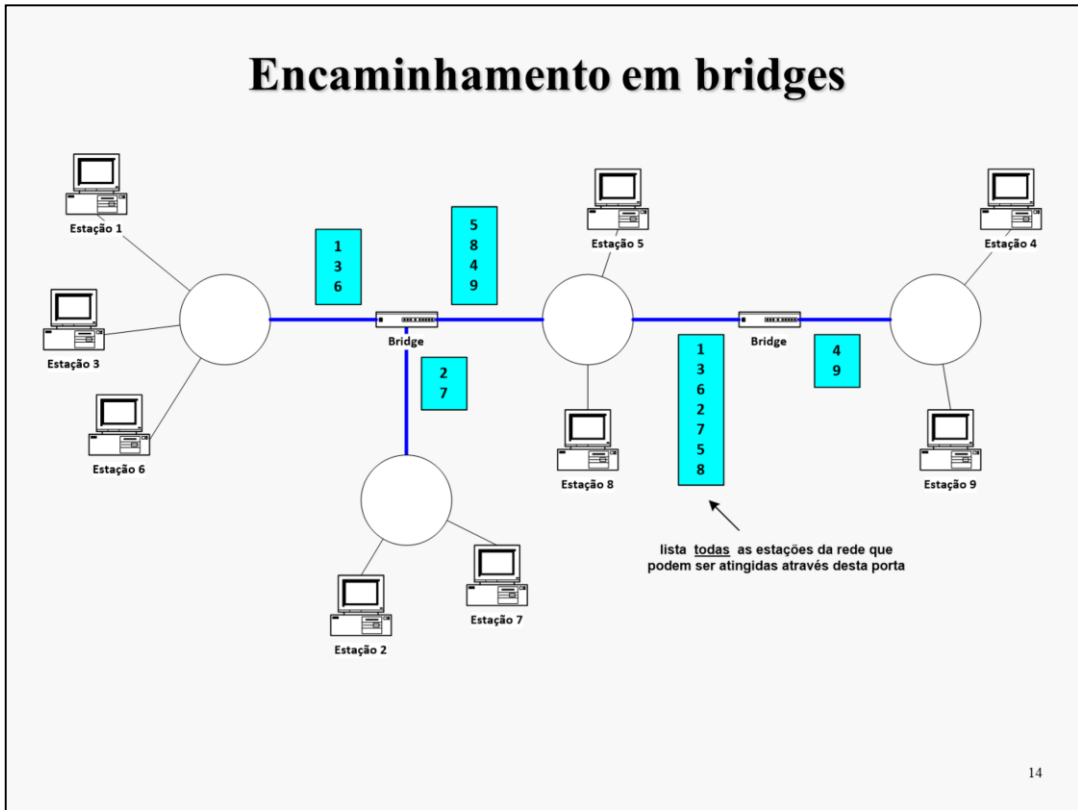 Encaminhamento em bridges
Estação 1
Estação 3
Estação 6
1
3
6
5
8
4
9
Bridge
2
7
Estação 2
Estação 7
Estação 5
Estação 8
1
3
6
2
7
5
8
Bridge
4
9
Estação 4
Estação 9
lista todas as estações da rede que
podem ser atingidas através desta porta
14